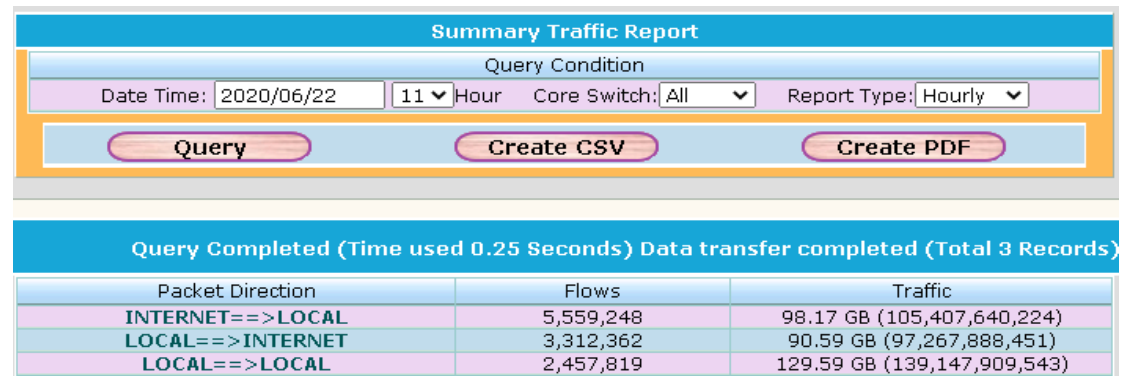 Summary Traffic Report
Query Condition
Date Time: 2020/06/22 11 Hour Core Switch: All Report Type: Hourly
Query Create CSV Create PDF
Query Completed (Time used 0.25 Seconds) Data transfer completed (Total 3 Records)
Packet Direction Flows Traffic
INTERNET==>LOCAL 5,559,248 98.17 GB (105,407,640,224)
LOCAL==>INTERNET 3,312,362 90.59 GB (97,267,888,451)
LOCAL==>LOCAL 2,457,819 129.59 GB (139,147,909,543)